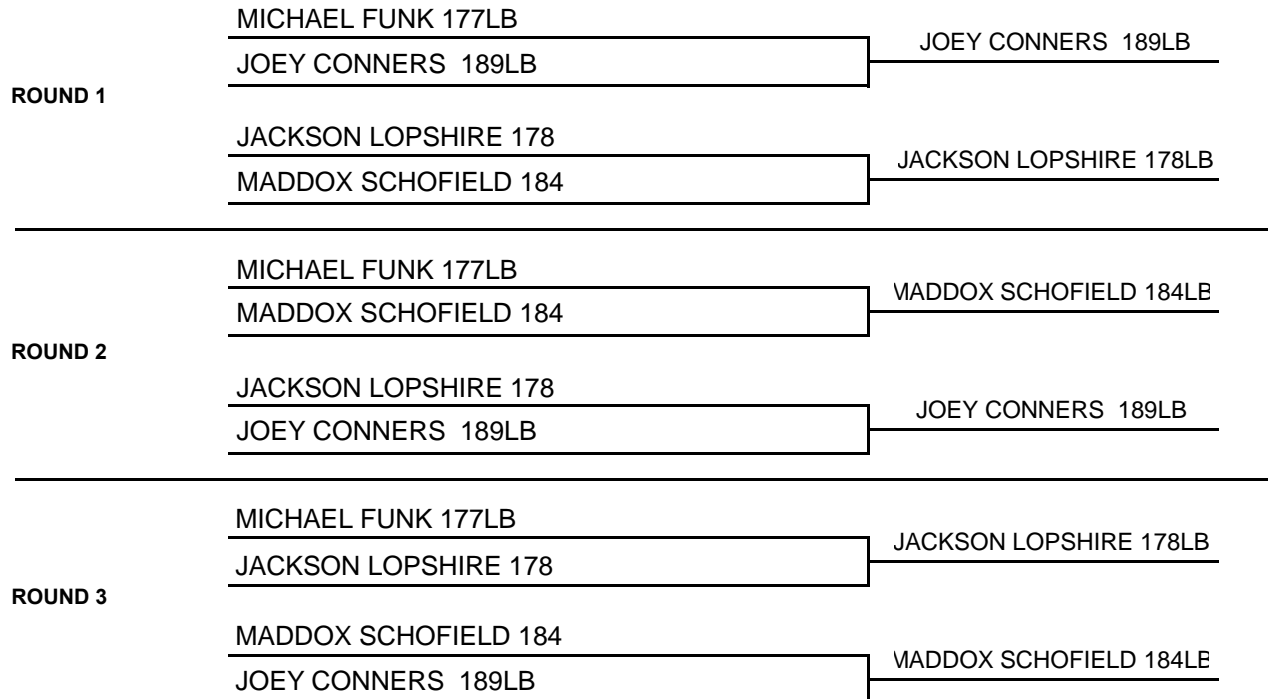 MICHAEL FUNK 177LB
JOEY CONNERS  189LB
JOEY CONNERS  189LB
ROUND 1
JACKSON LOPSHIRE 178
MADDOX SCHOFIELD 184
JACKSON LOPSHIRE 178LB
MICHAEL FUNK 177LB
MADDOX SCHOFIELD 184
MADDOX SCHOFIELD 184LB
ROUND 2
JACKSON LOPSHIRE 178
JOEY CONNERS  189LB
JOEY CONNERS  189LB
MICHAEL FUNK 177LB
JACKSON LOPSHIRE 178
JACKSON LOPSHIRE 178LB
ROUND 3
MADDOX SCHOFIELD 184
JOEY CONNERS  189LB
MADDOX SCHOFIELD 184LB